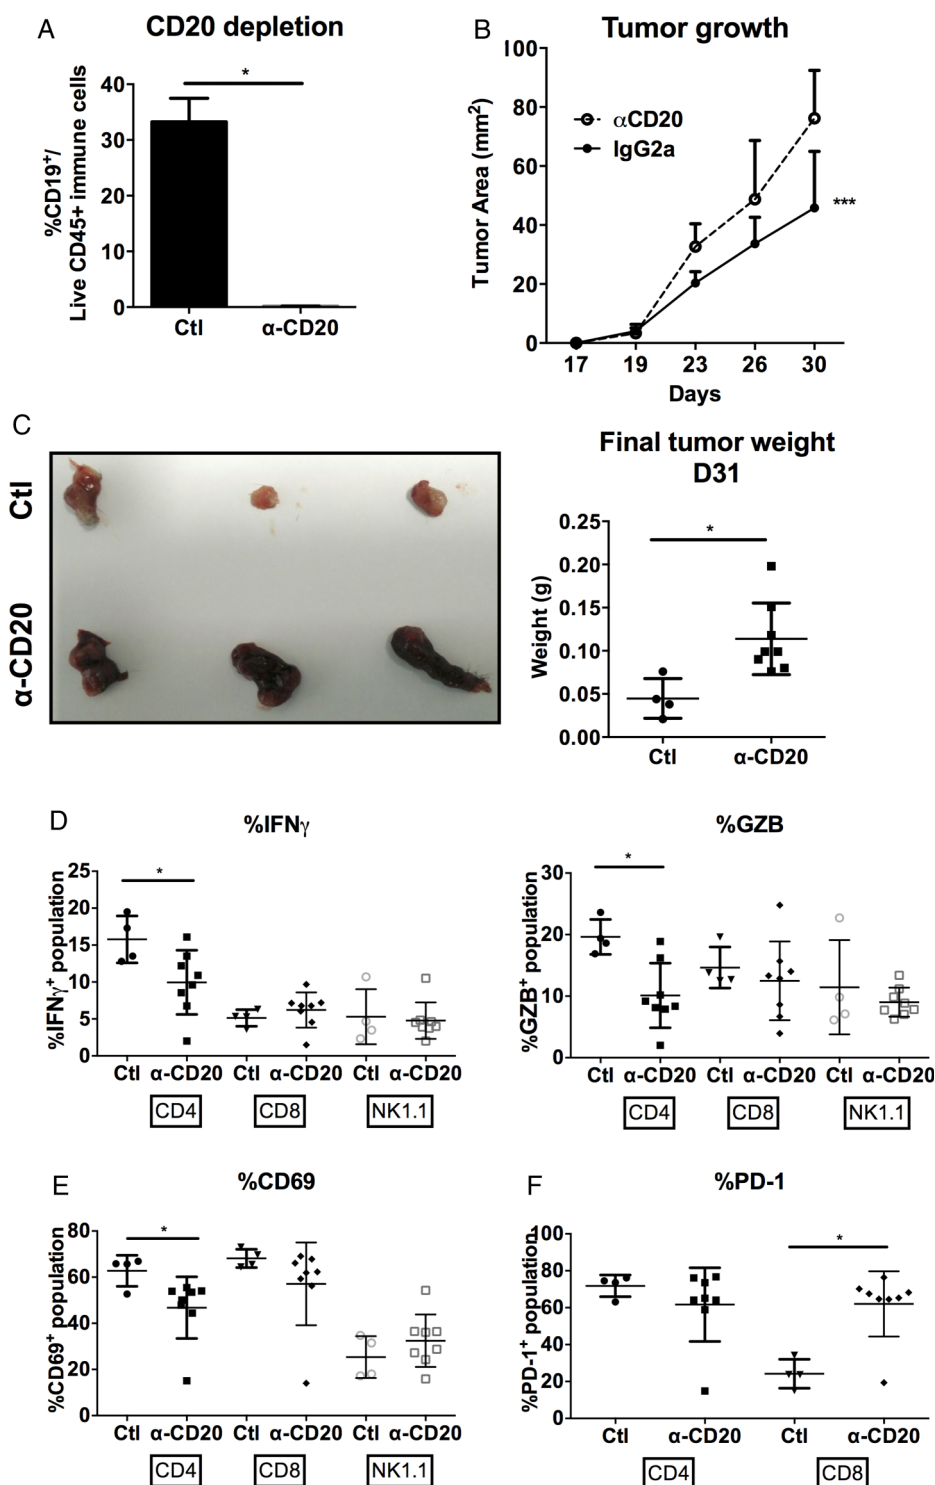 A
CD20 depletion
%CD19+/
Live CD45+ immune cells
40
30
20
10
0
*
Ctl
α-CD20
B
Tumor growth
Tumor Area (mm²)
100
80
60
40
20
0
αCD20
IgG2a
***
17
19
23
26
30
Days
C
Ctl
α-CD20
Final tumor weight
D31
Weight (g)
0.25
0.20
0.15
0.10
0.05
0.00
*
Ctl
α-CD20
D
%IFNγ
%IFNγ+ population
25
20
15
10
5
0
*
Ctl α-CD20 Ctl α-CD20 Ctl α-CD20
CD4 CD8 NK1.1
%GZB
%GZB+ population
30
20
10
0
*
Ctl α-CD20 Ctl α-CD20 Ctl α-CD20
CD4 CD8 NK1.1
E
%CD69
%CD69+ population
80
60
40
20
0
*
Ctl α-CD20 Ctl α-CD20 Ctl α-CD20
CD4 CD8 NK1.1
F
%PD-1
%PD-1+ population
100
80
60
40
20
0
*
Ctl α-CD20 Ctl α-CD20
CD4 CD8